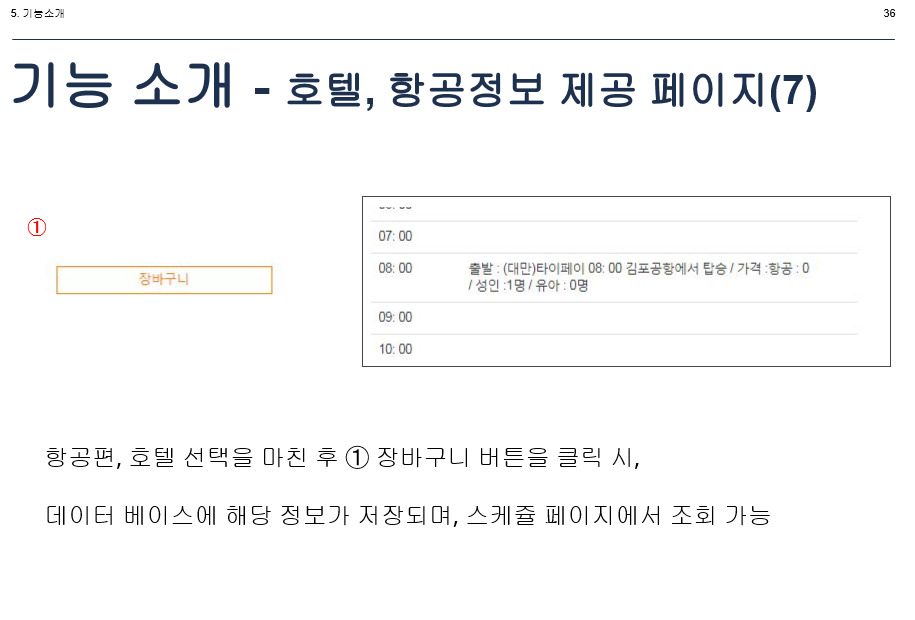 5. 기능소개
36
기능 소개 - 호텔, 항공정보 제공 페이지(7)
①
장바구니
07: 00
08: 00 출발 : (대만)타이페이 08: 00 김포공항에서 탑승 / 가격 :항공 : 0
/ 성인 :1명 / 유아 : 0명
09: 00
10: 00
항공편, 호텔 선택을 마친 후 ① 장바구니 버튼을 클릭 시,
데이터 베이스에 해당 정보가 저장되며, 스케쥴 페이지에서 조회 가능